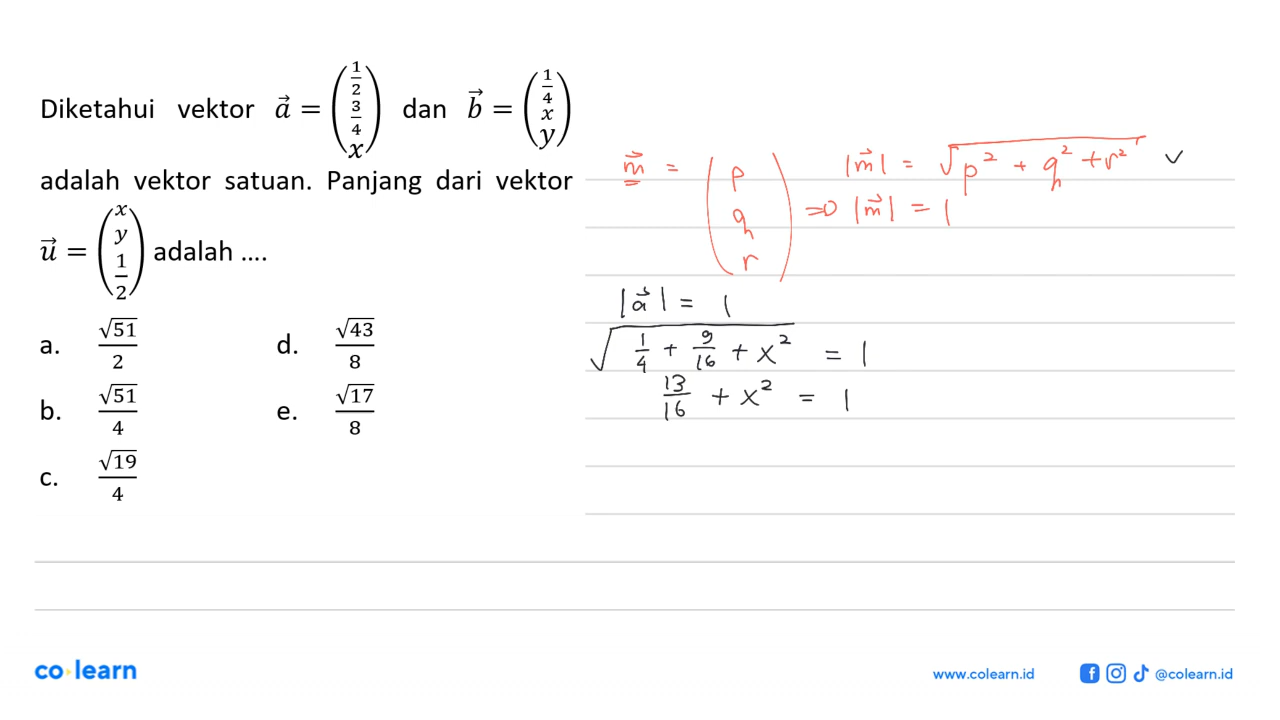 Diketahui vektor a⃗ = (1/2 3/4 x) dan b⃗ = (1/4 x y)
adalah vektor satuan. Panjang dari vektor
u⃗ = (x y 1/2) adalah ....
a. √51/2
d. √43/8
b. √51/4
e. √17/8
c. √19/4
m⃗ = (p q r) => |m⃗| = 1
|m⃗| = √(p² + q² + r²) ✓
|a⃗| = 1
√(1/4 + 9/16 + x²) = 1
13/16 + x² = 1
co learn
www.colearn.id
@colearn.id